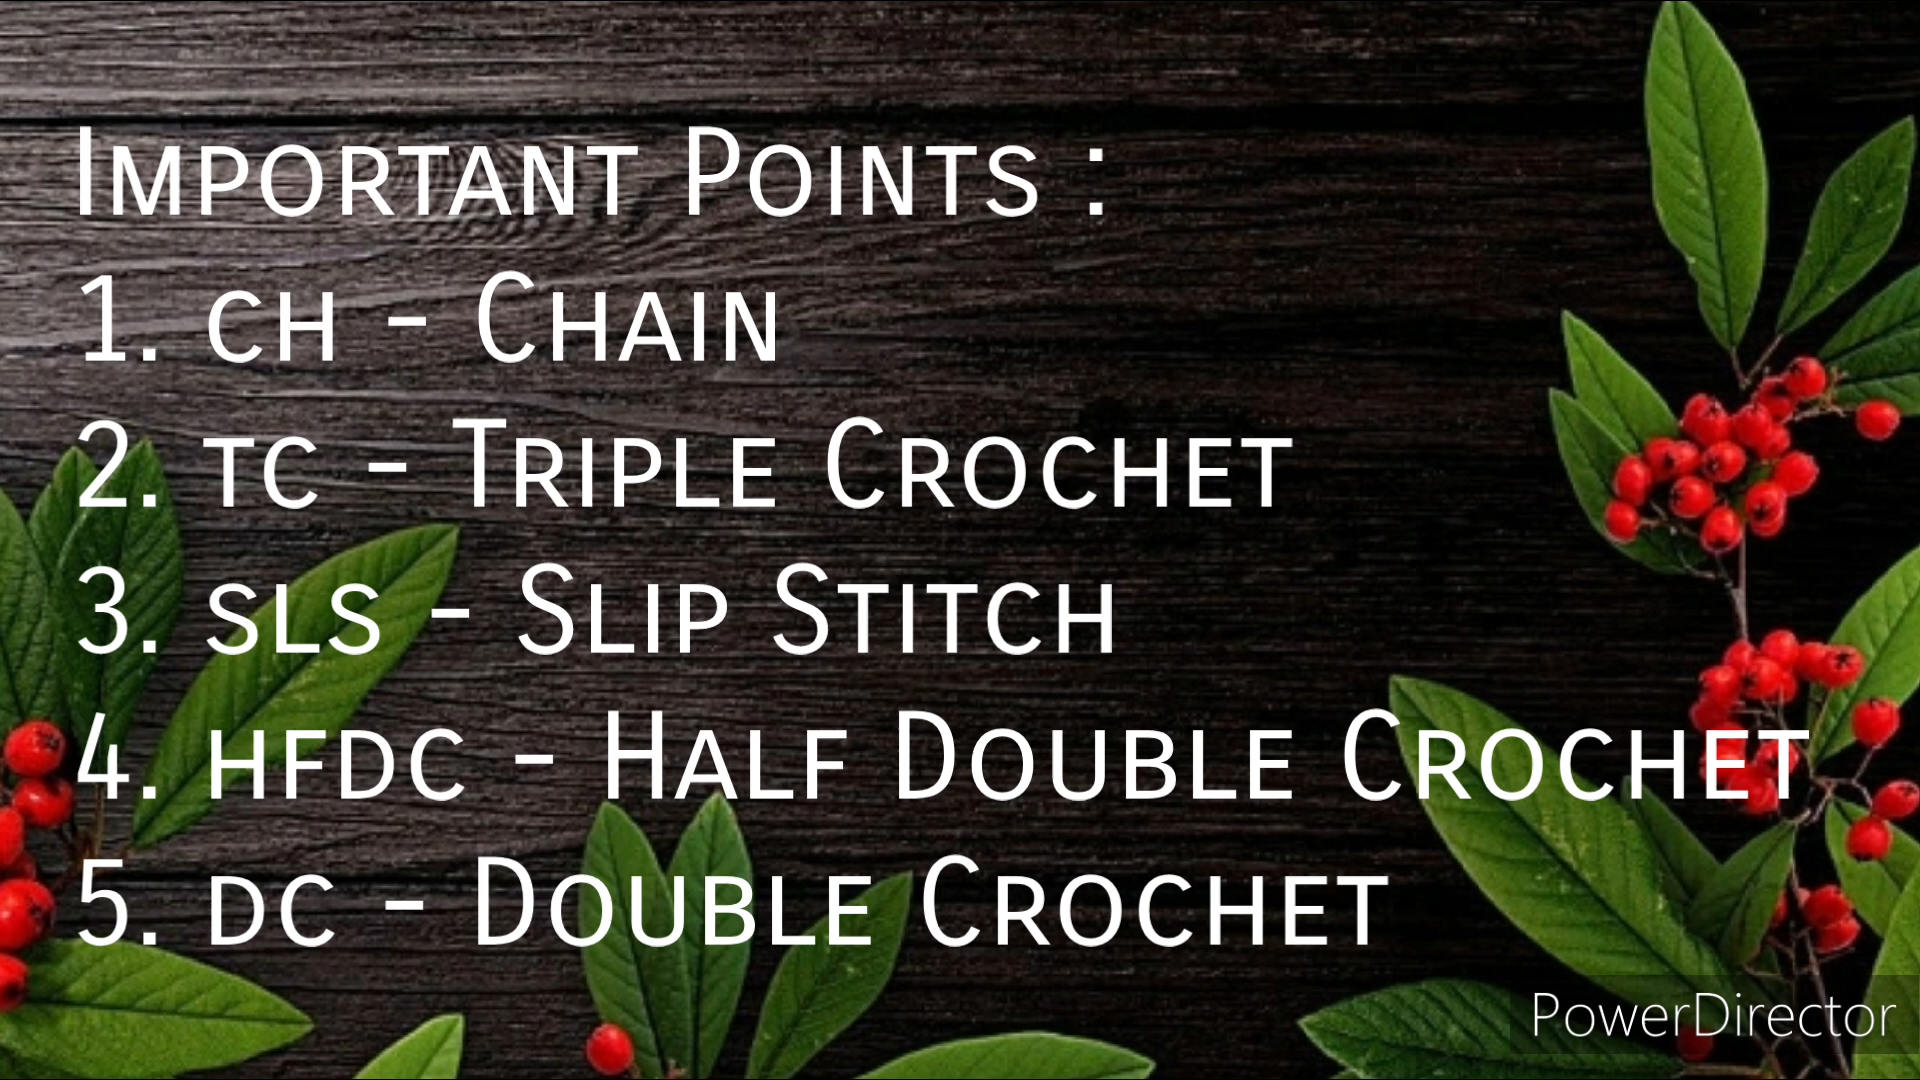 Important Points :
1. ch - Chain
2. tc - Triple Crochet
3. sls - Slip Stitch
4. hfdc - Half Double Crochet
5. dc - Double Crochet
PowerDirector